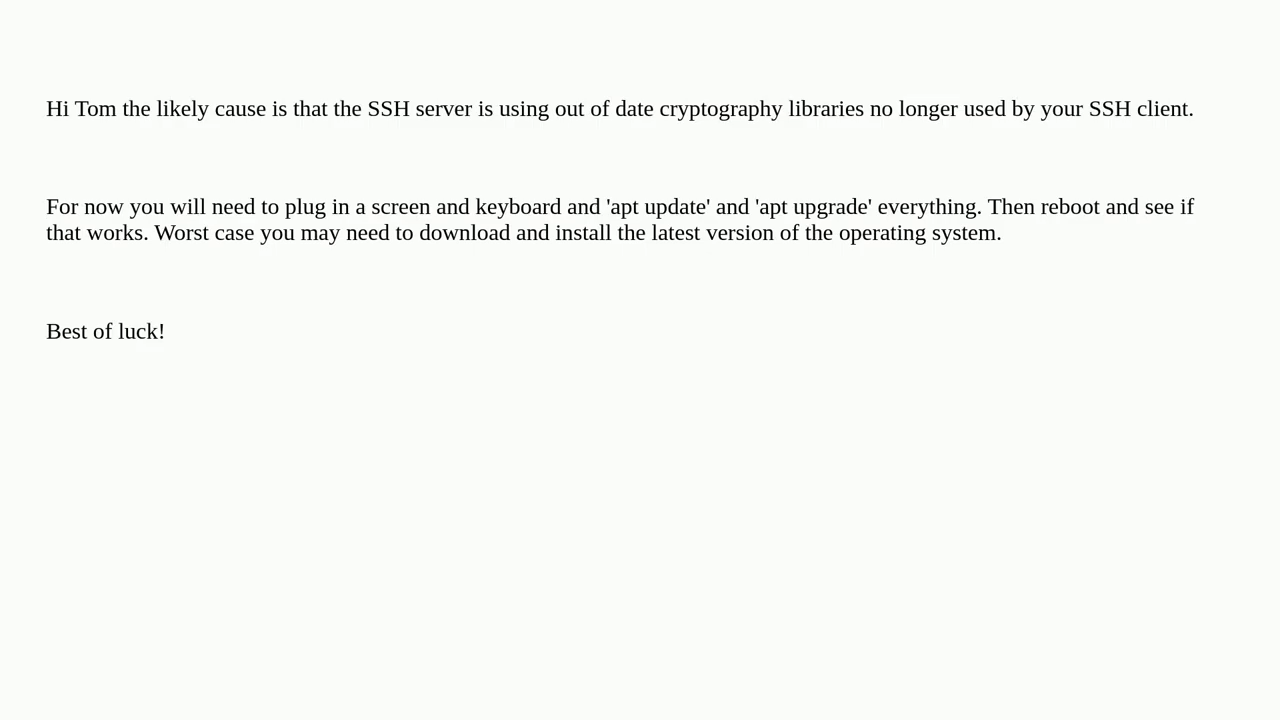 Hi Tom the likely cause is that the SSH server is using out of date cryptography libraries no longer used by your SSH client.
For now you will need to plug in a screen and keyboard and 'apt update' and 'apt upgrade' everything. Then reboot and see if
that works. Worst case you may need to download and install the latest version of the operating system.
Best of luck!